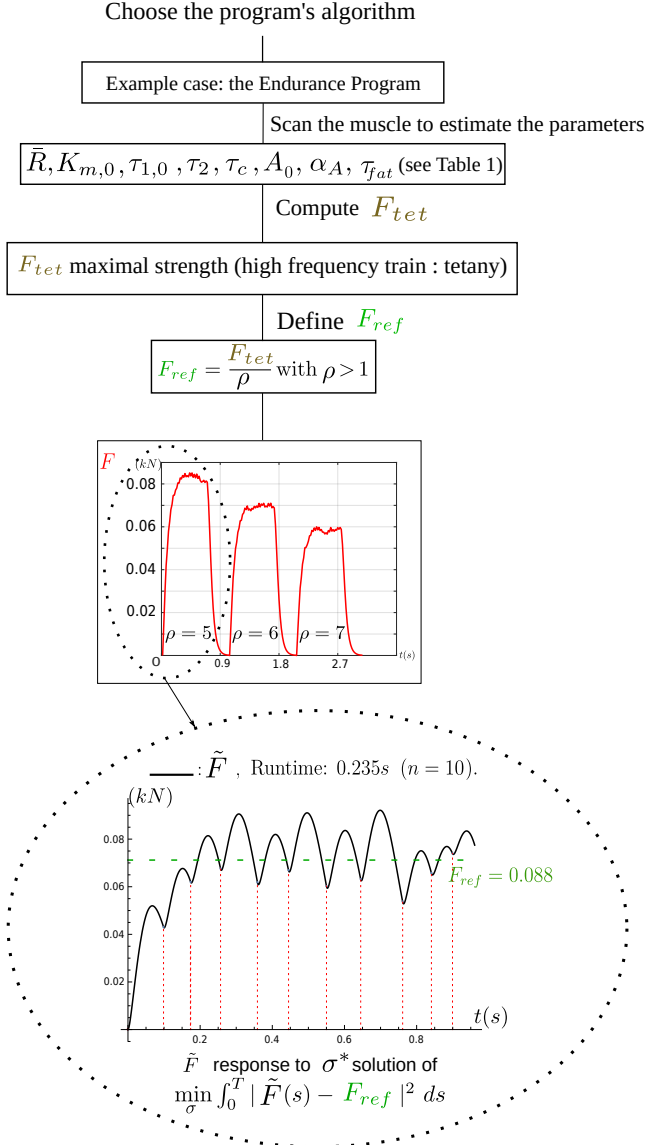 Choose the program's algorithm
Example case: the Endurance Program
Scan the muscle to estimate the parameters
R̄, K_{m,0}, τ_{1,0}, τ_2, τ_c, A_0, α_A, τ_{fat} (see Table 1)
Compute F_{tet}
F_{tet} maximal strength (high frequency train : tetany)
Define F_{ref}
F_{ref} = F_{tet}/ρ with ρ > 1
F (kN)
0.08
0.06
0.04
0.02
ρ = 5 ρ = 6 ρ = 7
O 0.9 1.8 2.7 t(s)
: F̃ , Runtime: 0.235s (n = 10).
(kN)
0.08
F_{ref} = 0.088
0.06
0.04
0.02
t(s)
0.2 0.4 0.6 0.8
F̃ response to σ* solution of
min_σ ∫_0^T | F̃(s) − F_{ref} |² ds